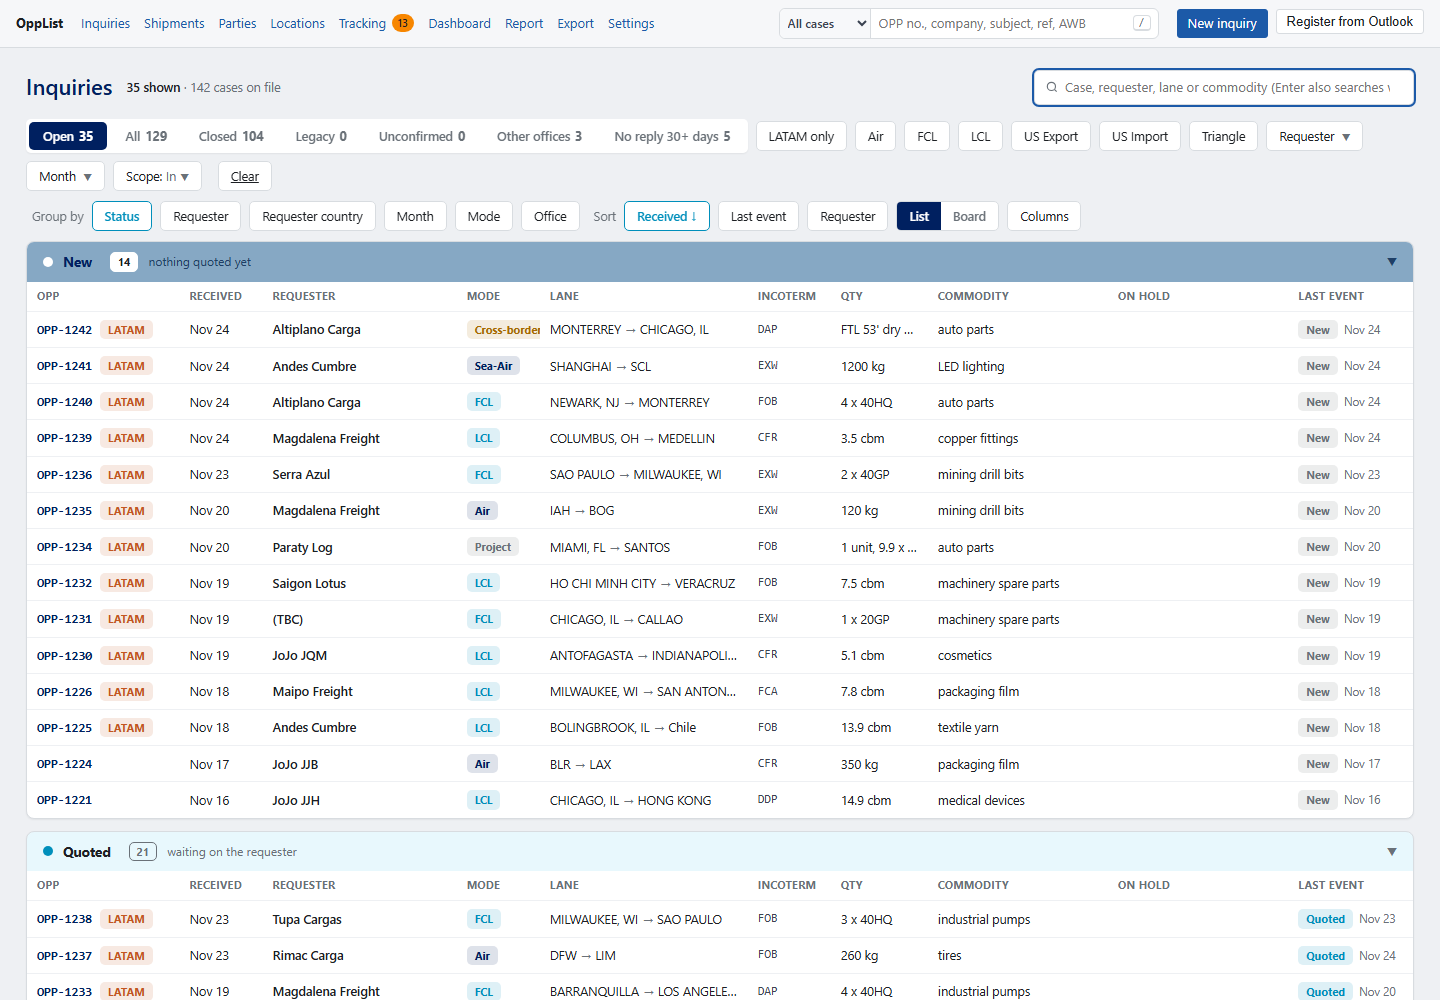 OppList Inquiries Shipments Parties Locations Tracking 13 Dashboard Report Export Settings All cases OPP no., company, subject, ref, AWB / New inquiry Register from Outlook
Inquiries 35 shown · 142 cases on file Case, requester, lane or commodity (Enter also searches
Open 35 All 129 Closed 104 Legacy 0 Unconfirmed 0 Other offices 3 No reply 30+ days 5 LATAM only Air FCL LCL US Export US Import Triangle Requester ▼
Month ▼ Scope: In ▼ Clear
Group by Status Requester Requester country Month Mode Office Sort Received ↓ Last event Requester List Board Columns
New 14 nothing quoted yet ▼
OPP RECEIVED REQUESTER MODE LANE INCOTERM QTY COMMODITY ON HOLD LAST EVENT
OPP-1242 LATAM Nov 24 Altiplano Carga Cross-border MONTERREY → CHICAGO, IL DAP FTL 53' dry ... auto parts New Nov 24
OPP-1241 LATAM Nov 24 Andes Cumbre Sea-Air SHANGHAI → SCL EXW 1200 kg LED lighting New Nov 24
OPP-1240 LATAM Nov 24 Altiplano Carga FCL NEWARK, NJ → MONTERREY FOB 4 x 40HQ auto parts New Nov 24
OPP-1239 LATAM Nov 24 Magdalena Freight LCL COLUMBUS, OH → MEDELLIN CFR 3.5 cbm copper fittings New Nov 24
OPP-1236 LATAM Nov 23 Serra Azul FCL SAO PAULO → MILWAUKEE, WI EXW 2 x 40GP mining drill bits New Nov 23
OPP-1235 LATAM Nov 20 Magdalena Freight Air IAH → BOG EXW 120 kg mining drill bits New Nov 20
OPP-1234 LATAM Nov 20 Paraty Log Project MIAMI, FL → SANTOS FOB 1 unit, 9.9 x ... auto parts New Nov 20
OPP-1232 LATAM Nov 19 Saigon Lotus LCL HO CHI MINH CITY → VERACRUZ FOB 7.5 cbm machinery spare parts New Nov 19
OPP-1231 LATAM Nov 19 (TBC) FCL CHICAGO, IL → CALLAO EXW 1 x 20GP machinery spare parts New Nov 19
OPP-1230 LATAM Nov 19 JoJo JQM LCL ANTOFAGASTA → INDIANAPOLI... CFR 5.1 cbm cosmetics New Nov 19
OPP-1226 LATAM Nov 18 Maipo Freight LCL MILWAUKEE, WI → SAN ANTON... FCA 7.8 cbm packaging film New Nov 18
OPP-1225 LATAM Nov 18 Andes Cumbre LCL BOLINGBROOK, IL → Chile FOB 13.9 cbm textile yarn New Nov 18
OPP-1224 Nov 17 JoJo JJB Air BLR → LAX CFR 350 kg packaging film New Nov 17
OPP-1221 Nov 16 JoJo JJH LCL CHICAGO, IL → HONG KONG DDP 14.9 cbm medical devices New Nov 16
Quoted 21 waiting on the requester ▼
OPP RECEIVED REQUESTER MODE LANE INCOTERM QTY COMMODITY ON HOLD LAST EVENT
OPP-1238 LATAM Nov 23 Tupa Cargas FCL MILWAUKEE, WI → SAO PAULO FOB 3 x 40HQ industrial pumps Quoted Nov 23
OPP-1237 LATAM Nov 23 Rimac Carga Air DFW → LIM FOB 260 kg tires Quoted Nov 24
OPP-1233 LATAM Nov 19 Magdalena Freight FCL BARRANQUILLA → LOS ANGELE... DAP 4 x 40HQ industrial pumps Quoted Nov 20